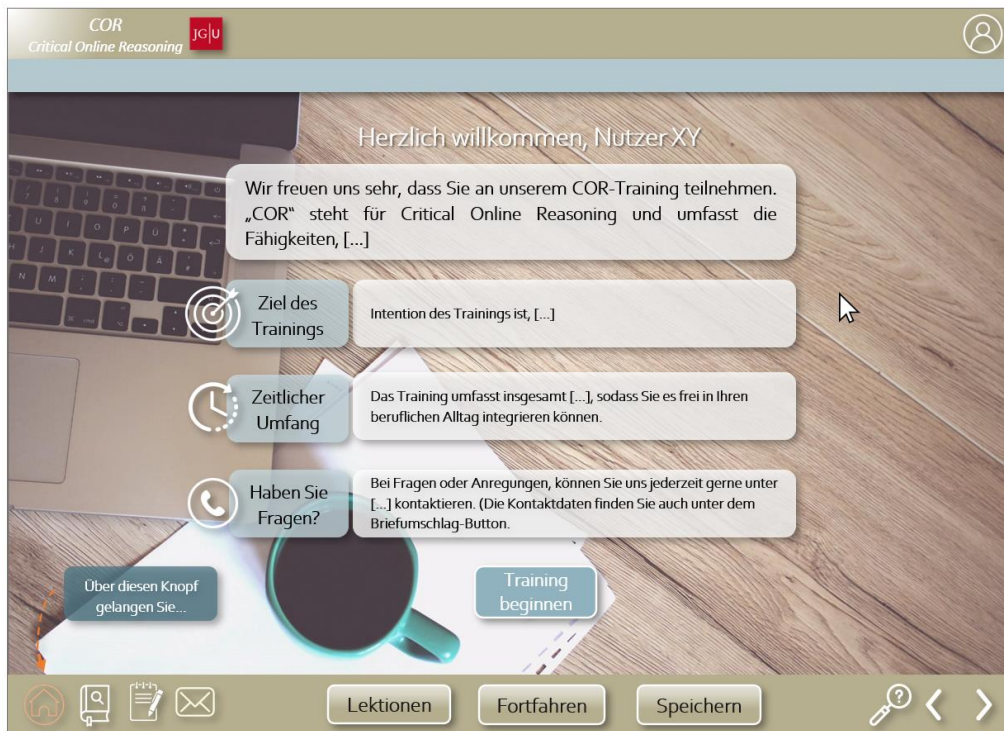 COR
Critical Online Reasoning
JG|U
Herzlich willkommen, Nutzer XY
Wir freuen uns sehr, dass Sie an unserem COR-Training teilnehmen.
„COR“ steht für Critical Online Reasoning und umfasst die
Fähigkeiten, [...]
Ziel des
Trainings
Intention des Trainings ist, [...]
Zeitlicher
Umfang
Das Training umfasst insgesamt [...], sodass Sie es frei in Ihren
beruflichen Alltag integrieren können.
Haben Sie
Fragen?
Bei Fragen oder Anregungen, können Sie uns jederzeit gerne unter
[...] kontaktieren. (Die Kontaktdaten finden Sie auch unter dem
Briefumschlag-Button.
Über diesen Knopf
gelangen Sie...
Training
beginnen
Lektionen
Fortfahren
Speichern